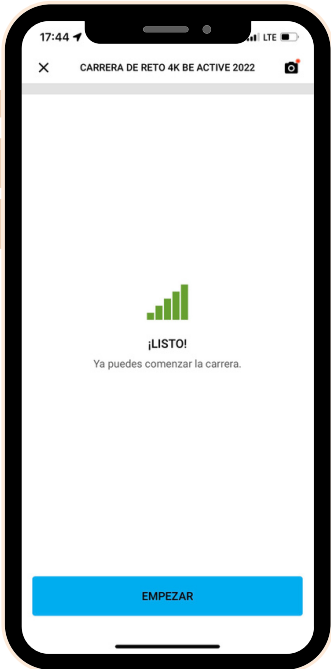 17:44 LTE
CARRERA DE RETO 4K BE ACTIVE 2022
¡LISTO!
Ya puedes comenzar la carrera.
EMPEZAR